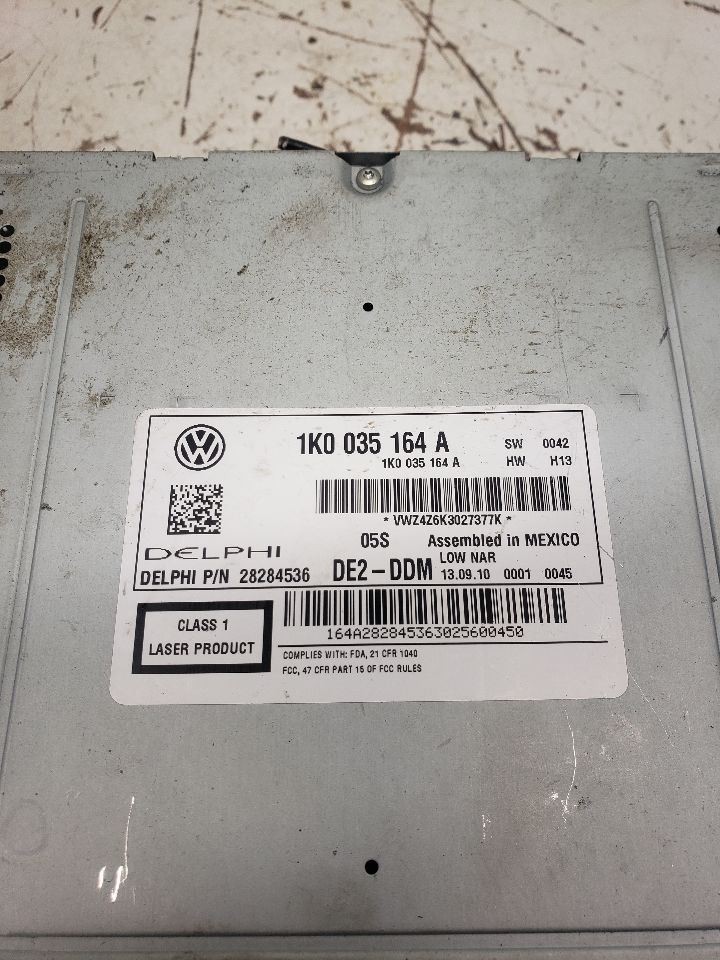 1K0 035 164 A
1K0 035 164 A
SW 0042
HW H13
* VWZ4Z6K3027377K *
05S Assembled in MEXICO
DELPHI
DELPHI P/N 28284536 DE2-DDM
LOW NAR
13.09.10 0001 0045
CLASS 1
LASER PRODUCT
164A28284536302560​0450
COMPLIES WITH: FDA, 21 CFR 1040
FCC, 47 CFR PART 15 OF FCC RULES